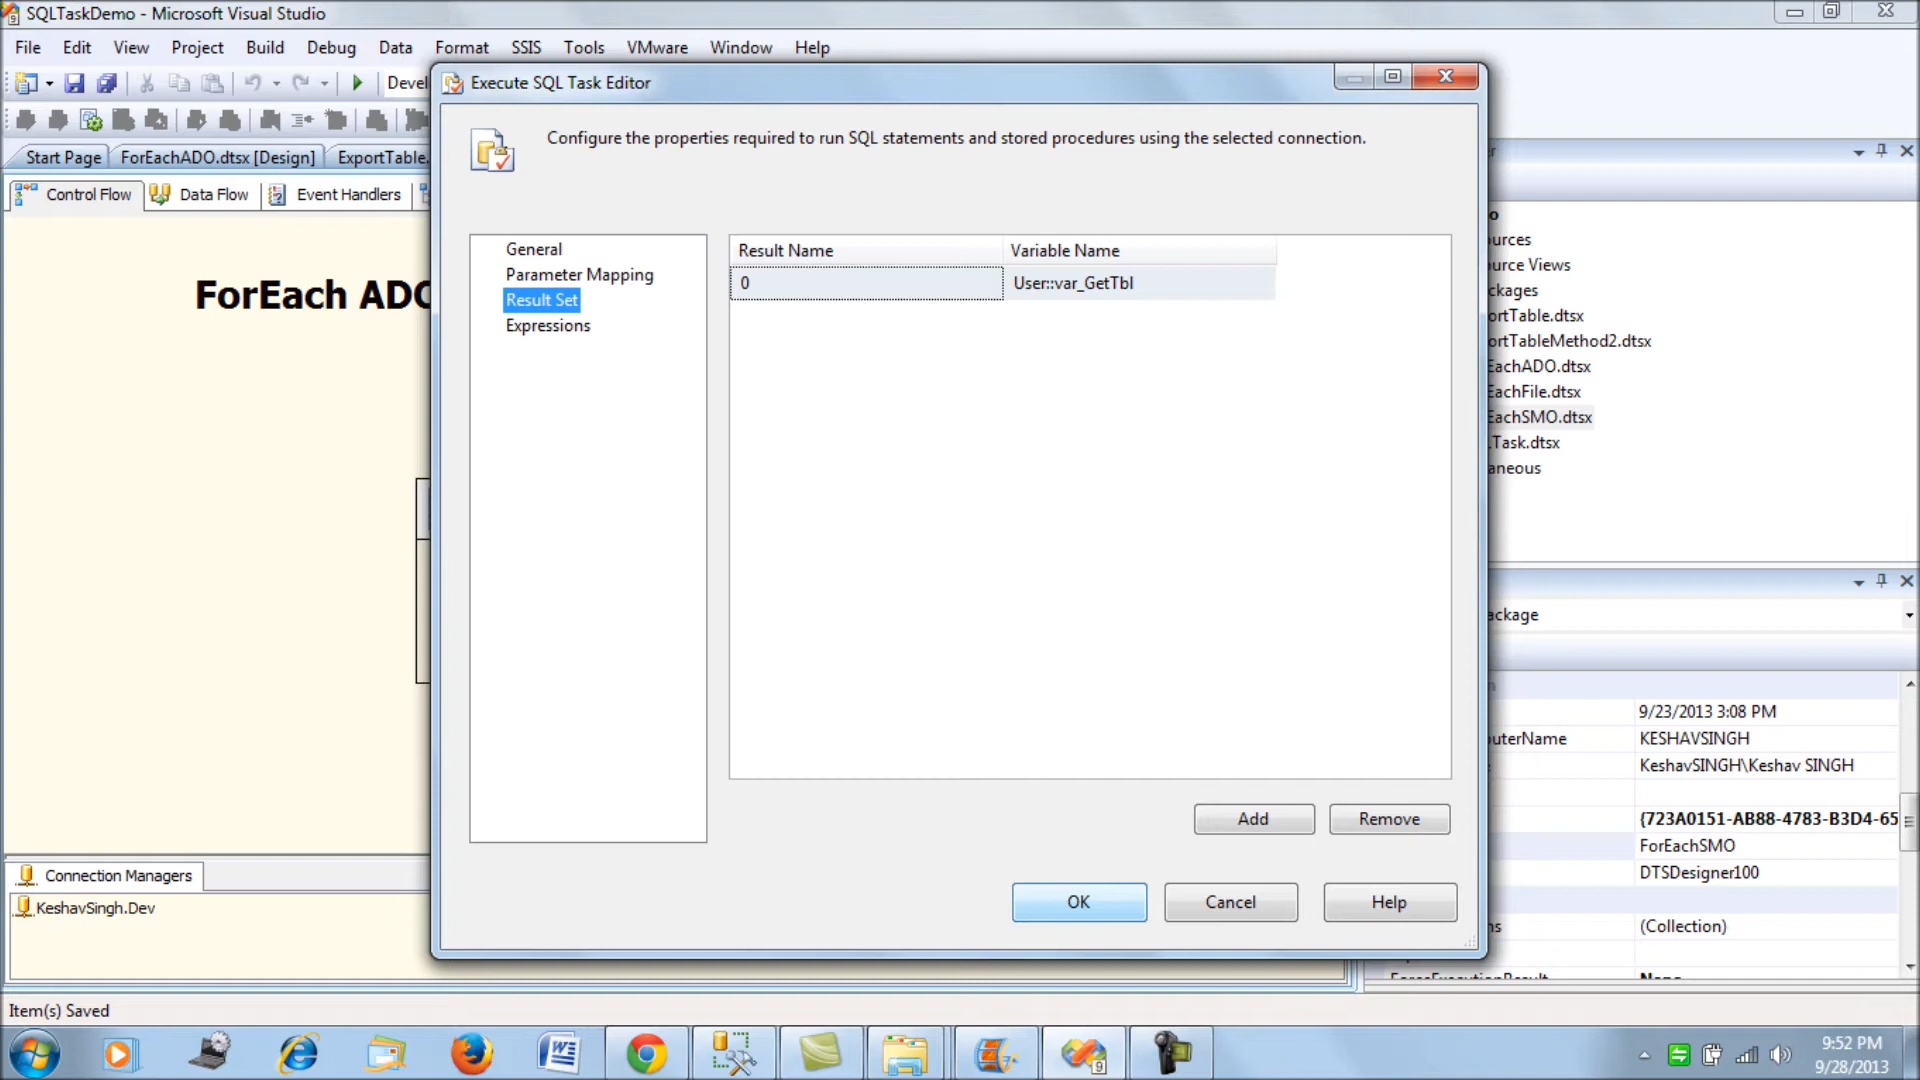 SQLTaskDemo - Microsoft Visual Studio
File Edit View Project Build Debug Data Format SSIS Tools VMware Window Help
Devel
Start Page ForEachADO.dtsx [Design] ExportTable.
Control Flow Data Flow Event Handlers
ForEach ADO
Execute SQL Task Editor
Configure the properties required to run SQL statements and stored procedures using the selected connection.
General
Parameter Mapping
Result Set
Expressions
Result Name Variable Name
0 User::var_GetTbl
Add Remove
OK Cancel Help
ources
ource Views
ckages
ortTable.dtsx
ortTableMethod2.dtsx
EachADO.dtsx
EachFile.dtsx
EachSMO.dtsx
Task.dtsx
aneous
ackage
9/23/2013 3:08 PM
outerName KESHAVSINGH
KeshavSINGH\Keshav SINGH
{723A0151-AB88-4783-B3D4-65
ForEachSMO
DTSDesigner100
ns (Collection)
Connection Managers
KeshavSingh.Dev
Item(s) Saved
9:52 PM
9/28/2013